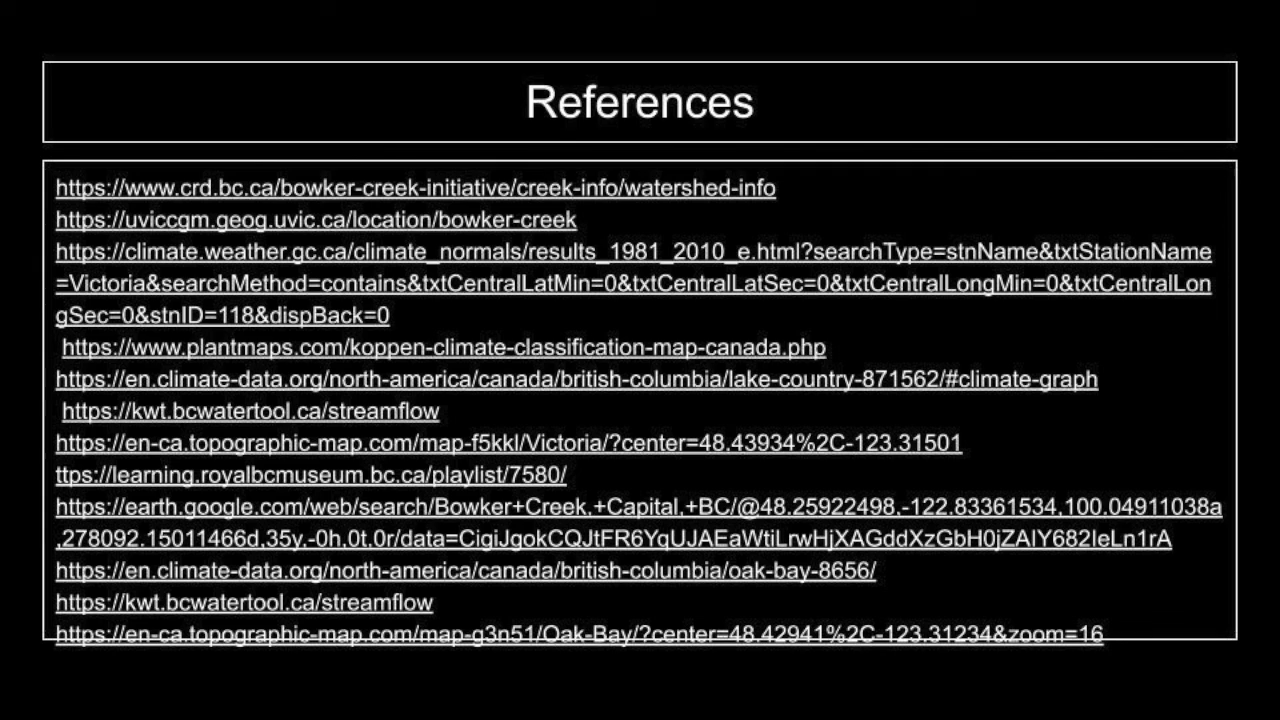 References
https://www.crd.bc.ca/bowker-creek-initiative/creek-info/watershed-info
https://uviccgm.geog.uvic.ca/location/bowker-creek
https://climate.weather.gc.ca/climate_normals/results_1981_2010_e.html?searchType=stnName&txtStationName
=Victoria&searchMethod=contains&txtCentralLatMin=0&txtCentralLatSec=0&txtCentralLongMin=0&txtCentralLon
gSec=0&stnID=118&dispBack=0
https://www.plantmaps.com/koppen-climate-classification-map-canada.php
https://en.climate-data.org/north-america/canada/british-columbia/lake-country-871562/#climate-graph
https://kwt.bcwatertool.ca/streamflow
https://en-ca.topographic-map.com/map-f5kkl/Victoria/?center=48.43934%2C-123.31501
ttps://learning.royalbcmuseum.bc.ca/playlist/7580/
https://earth.google.com/web/search/Bowker+Creek,+Capital,+BC/@48.25922498,-122.83361534,100.04911038a
,278092.15011466d,35y,-0h,0t,0r/data=CigiJgokCQJtFR6YqUJAEaWtiLrwHjXAGddXzGbH0jZAIY682IeLn1rA
https://en.climate-data.org/north-america/canada/british-columbia/oak-bay-8656/
https://kwt.bcwatertool.ca/streamflow
https://en-ca.topographic-map.com/map-g3n51/Oak-Bay/?center=48.42941%2C-123.31234&zoom=16